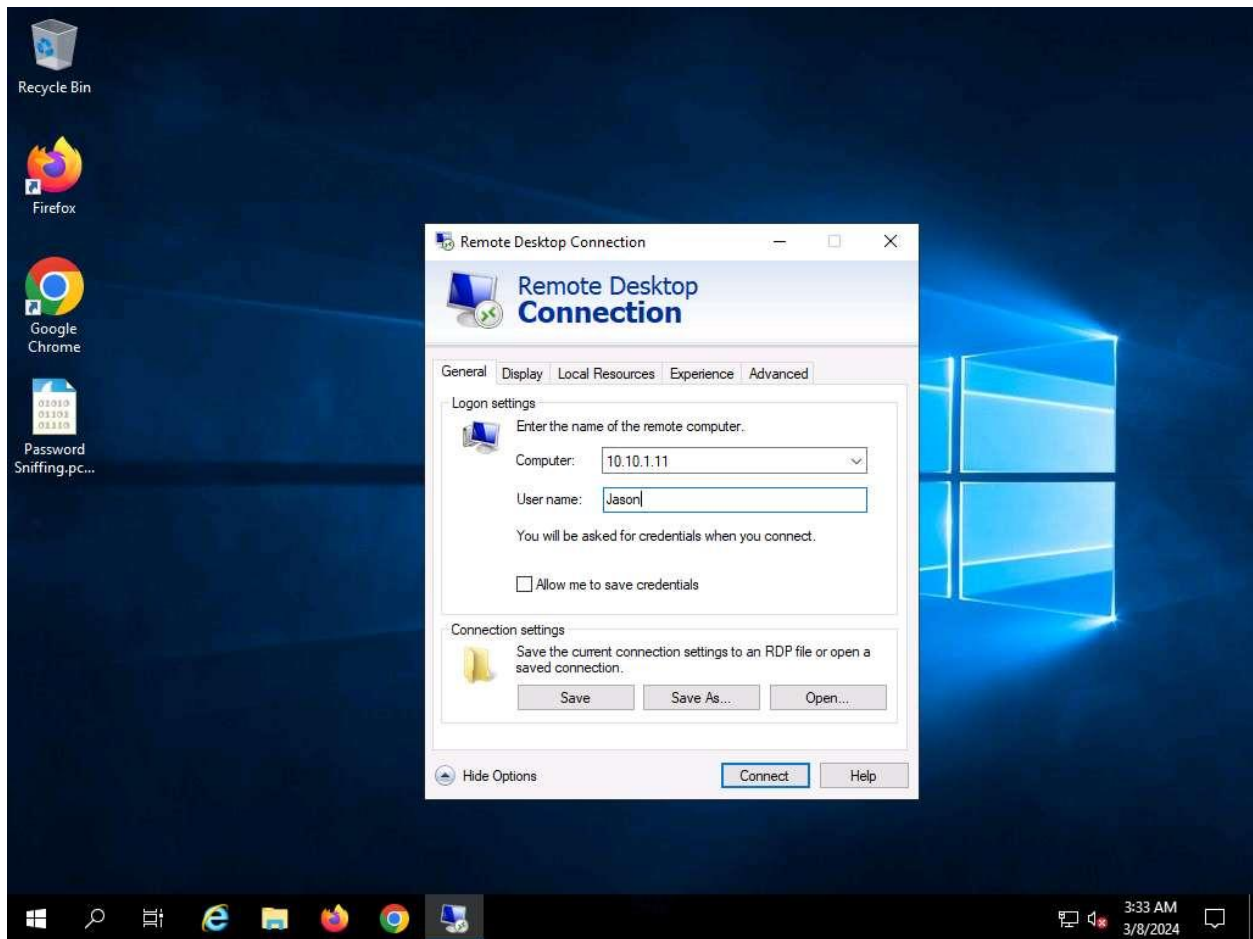 Recycle Bin
Firefox
Google
Chrome
01010
01101
01110
Password
Sniffing.pc...
Remote Desktop Connection
Remote Desktop
Connection
General Display Local Resources Experience Advanced
Logon settings
Enter the name of the remote computer.
Computer: 10.10.1.11
User name: Jason
You will be asked for credentials when you connect.
Allow me to save credentials
Connection settings
Save the current connection settings to an RDP file or open a
saved connection.
Save Save As... Open...
Hide Options Connect Help
3:33 AM
3/8/2024